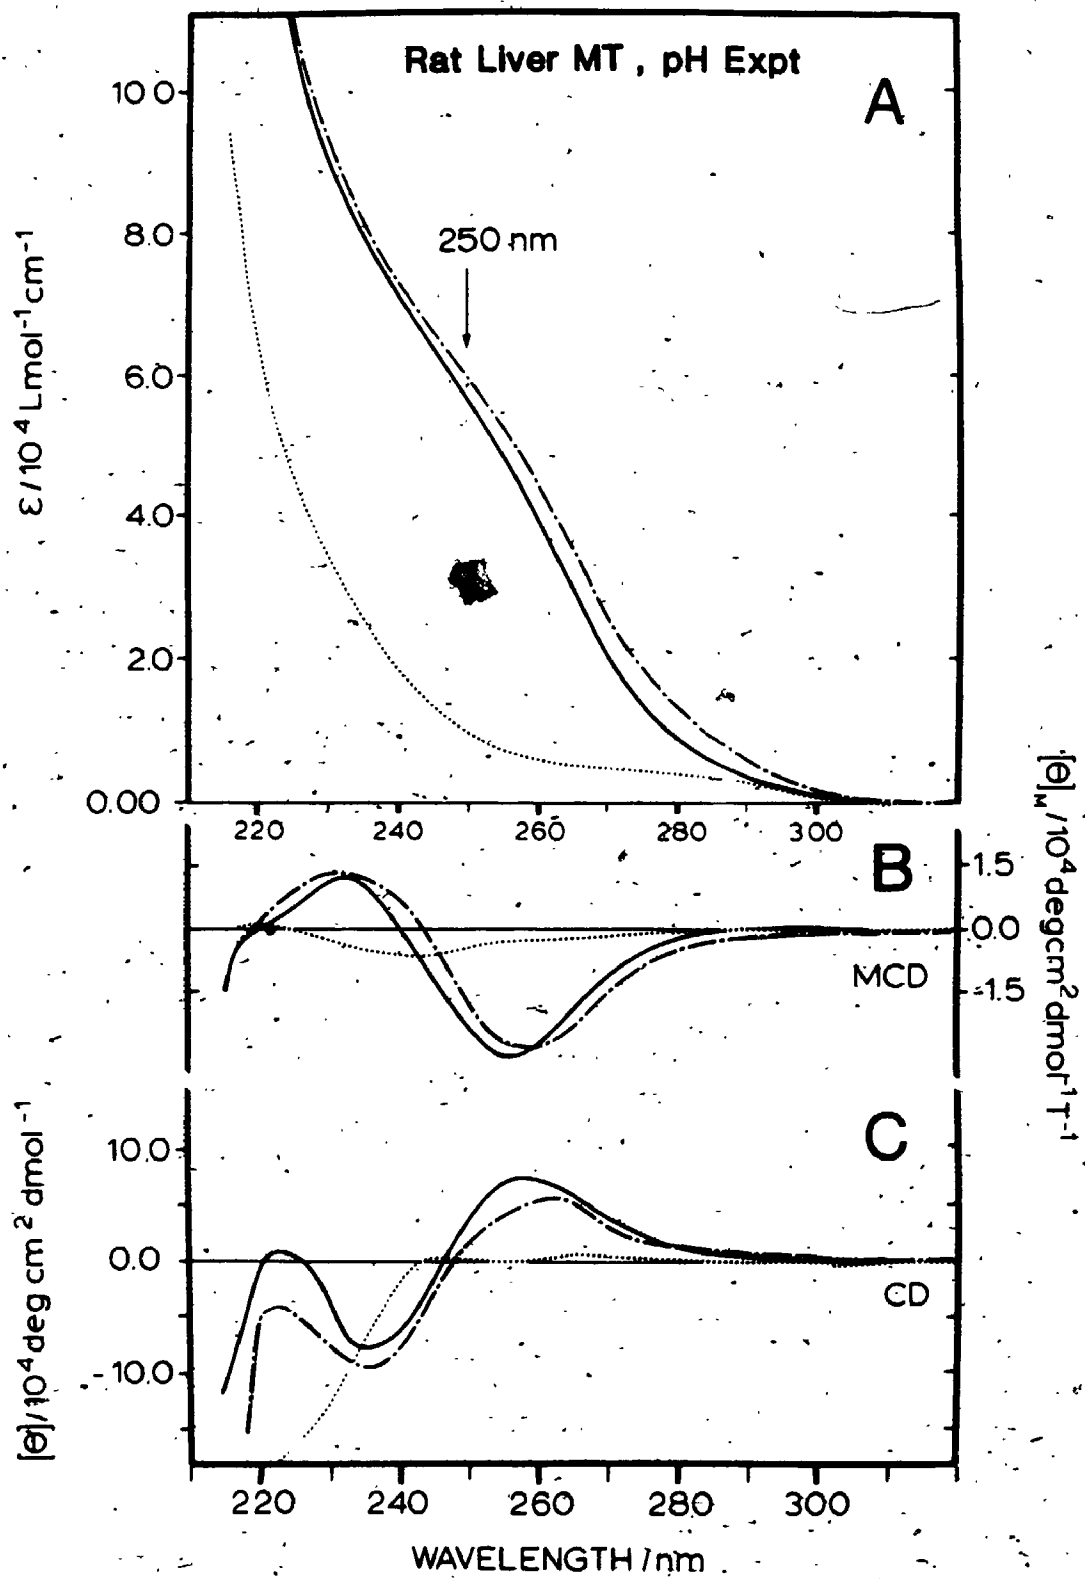 Rat Liver MT, pH Expt
A
250 nm
ε/10⁴ Lmol⁻¹cm⁻¹
10 0
8.0
6.0
4.0
2.0
0.00
220 240 260 280 300
B
MCD
1.5
0.0
-1.5
[θ]M/10⁴degcm²dmol⁻¹T⁻¹
C
CD
10.0
0.0
-10.0
[θ]/10⁴deg cm² dmol⁻¹
220 240 260 280 300
WAVELENGTH/nm